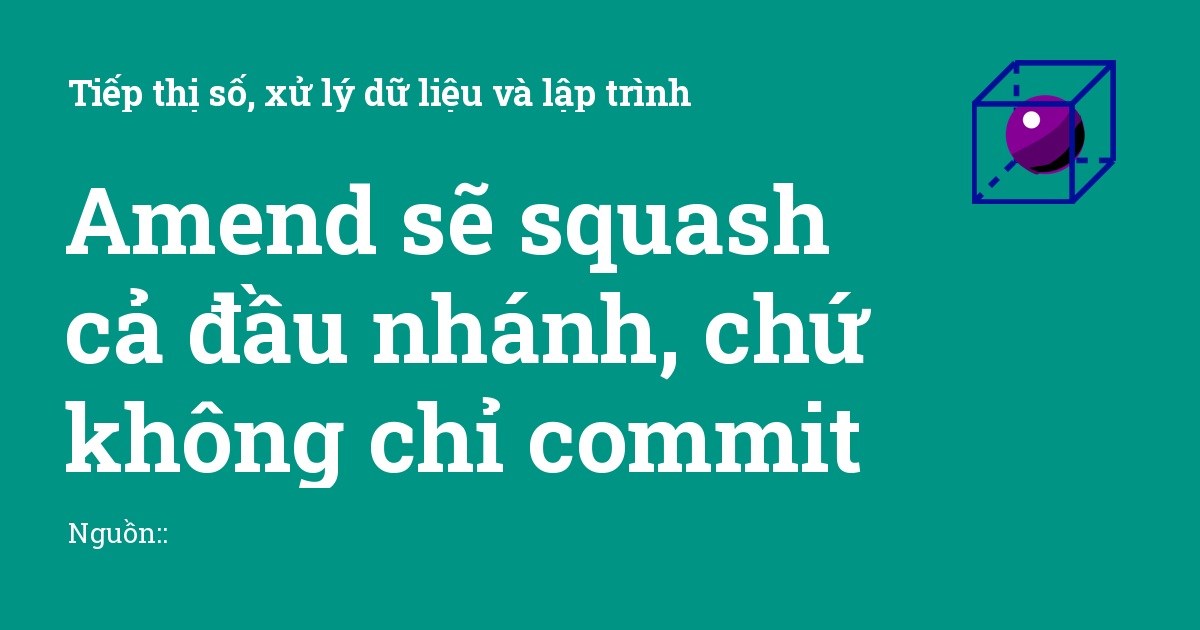 Tiếp thị số, xử lý dữ liệu và lập trình
Amend sẽ squash
cả đầu nhánh, chứ
không chỉ commit
Nguồn::